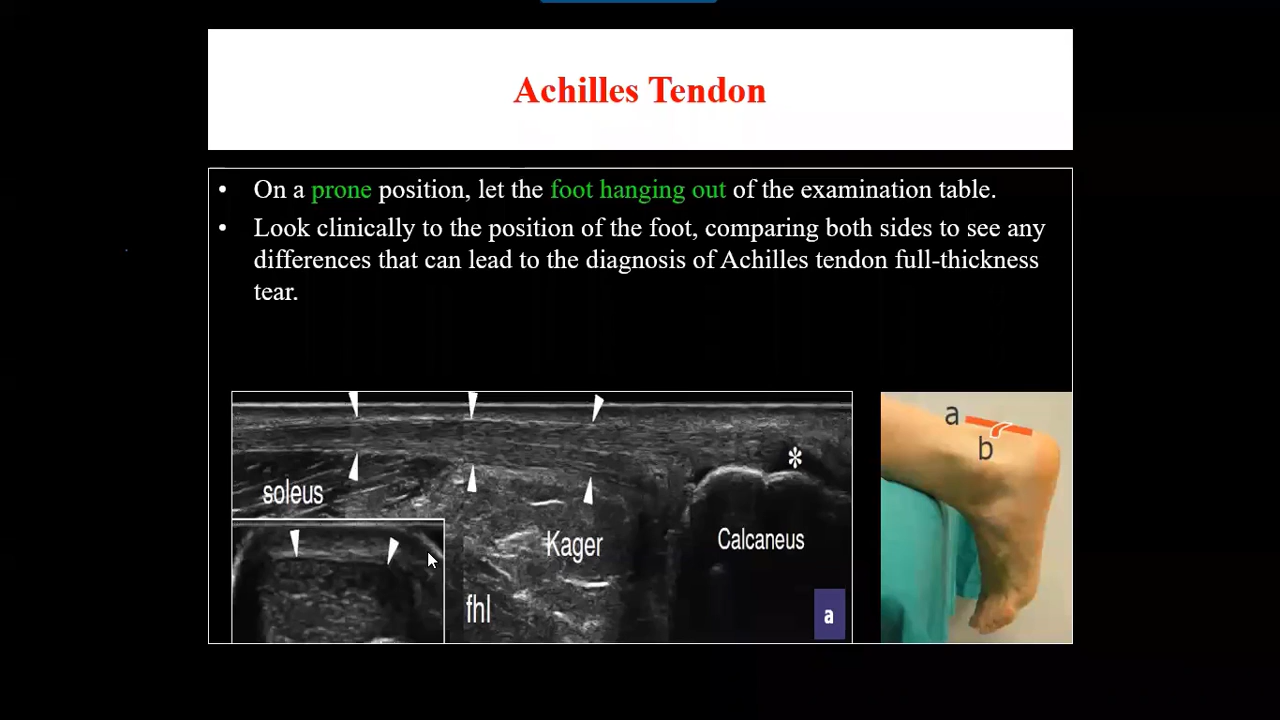 Achilles Tendon
• On a prone position, let the foot hanging out of the examination table.
• Look clinically to the position of the foot, comparing both sides to see any
differences that can lead to the diagnosis of Achilles tendon full-thickness
tear.
a
b
*
soleus
Kager
Calcaneus
fhl
a